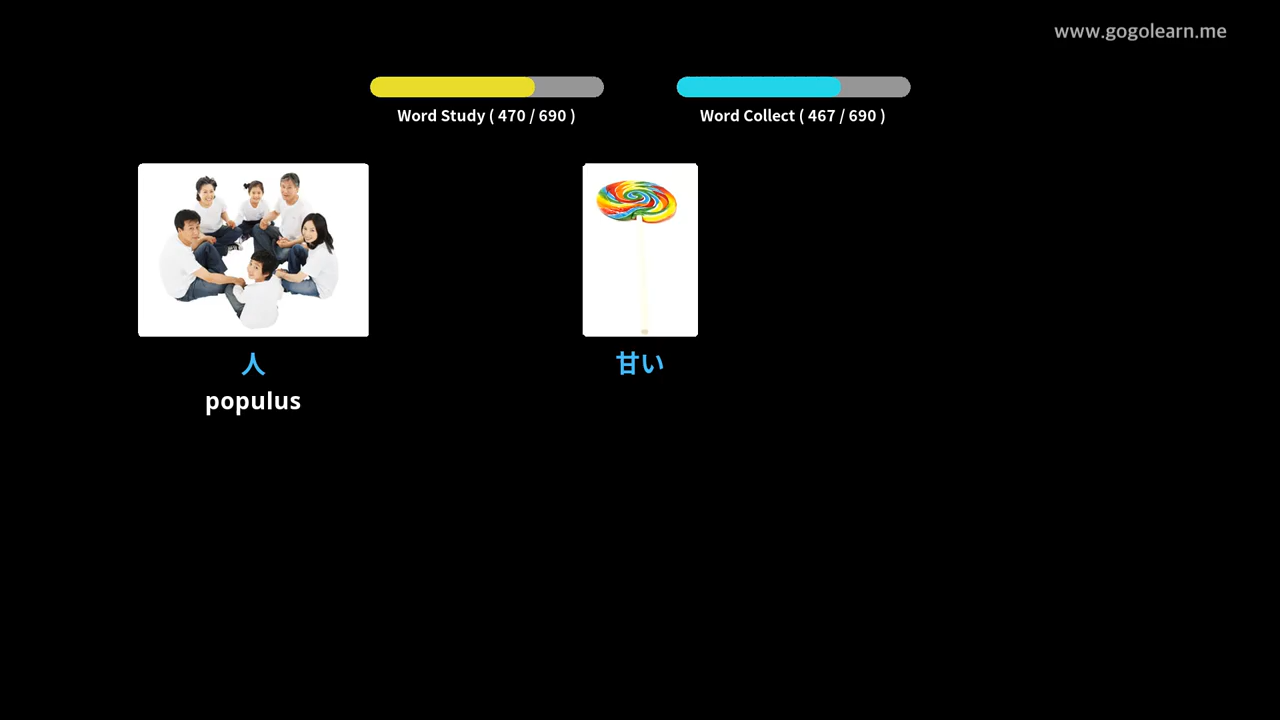 www.gogolearn.me
Word Study ( 470 / 690 )
Word Collect ( 467 / 690 )
人
populus
甘い